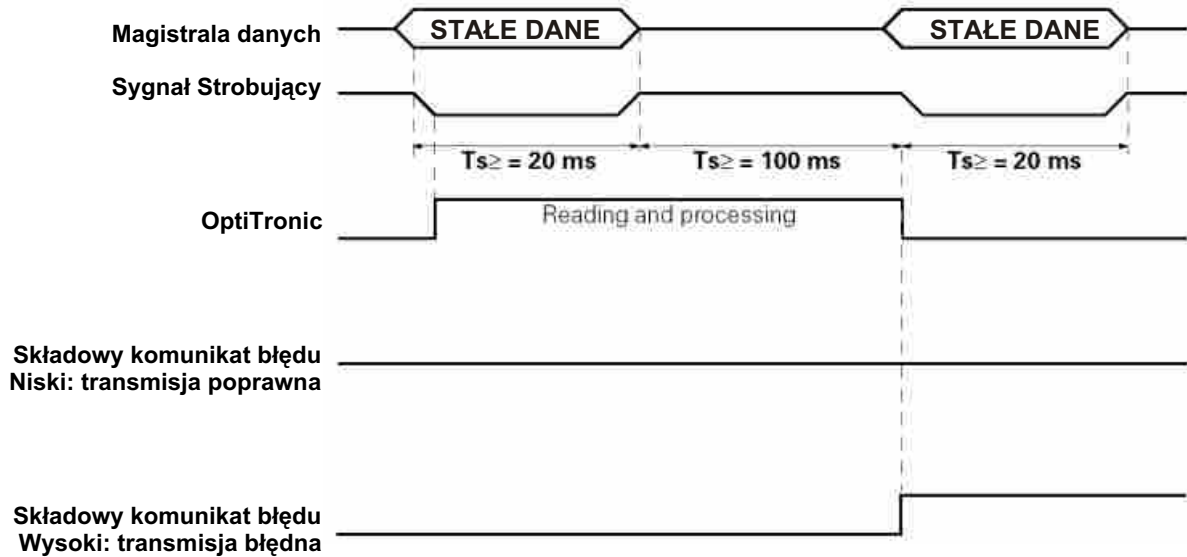 Magistrala danych
STAŁE DANE
STAŁE DANE
Sygnał Strobujący
Ts≥ = 20 ms
Ts≥ = 100 ms
Ts≥ = 20 ms
OptiTronic
Reading and processing
Składowy komunikat błędu
Niski: transmisja poprawna
Składowy komunikat błędu
Wysoki: transmisja błędna